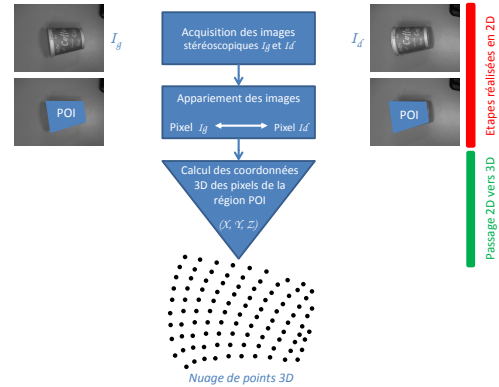 Acquisition des images
stéréoscopiques Ig et Id
Ig
Id
Appariement des images
Pixel Ig
Pixel Id
POI
POI
Calcul des coordonnées
3D des pixels de la
région POI
(X, Y, Z)
Nuage de points 3D
Etapes réalisées en 2D
Passage 2D vers 3D